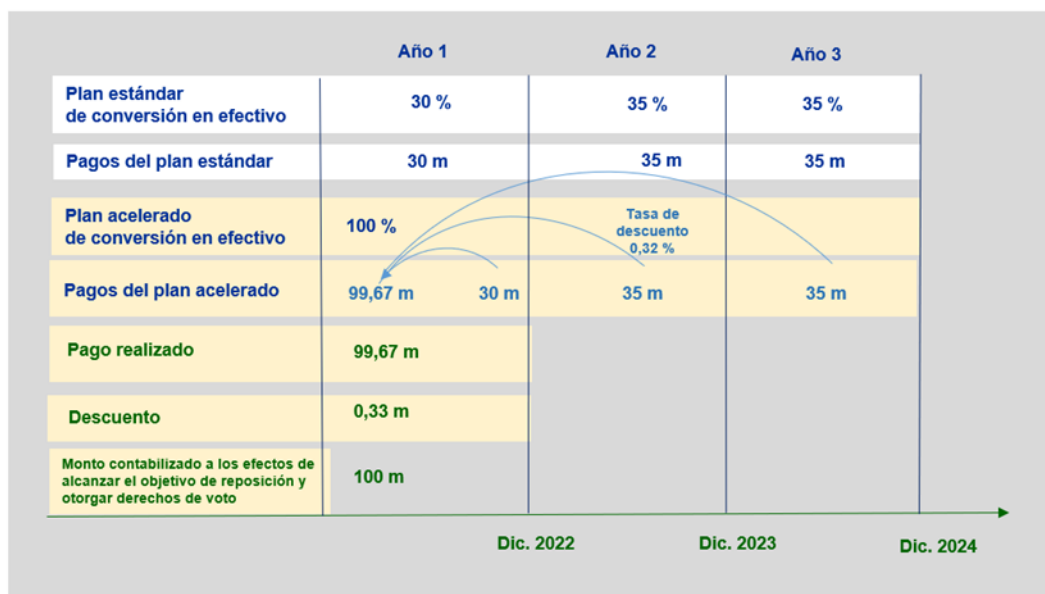 Año 1
Año 2
Año 3
Plan estándar
de conversión en efectivo
30 %
35 %
35 %
Pagos del plan estándar
30 m
35 m
35 m
Plan acelerado
de conversión en efectivo
100 %
Tasa de
descuento
0,32 %
Pagos del plan acelerado
99,67 m
30 m
35 m
35 m
Pago realizado
99,67 m
Descuento
0,33 m
Monto contabilizado a los efectos de
alcanzar el objetivo de reposición y
otorgar derechos de voto
100 m
Dic. 2022
Dic. 2023
Dic. 2024